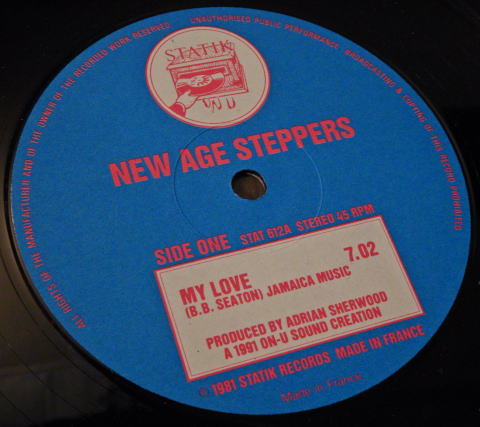 ALL RIGHTS OF THE MANUFACTURER AND OF THE OWNER OF THE RECORDED WORK RESERVED. UNAUTHORISED PUBLIC PERFORMANCE BROADCASTING & COPYING OF THIS RECORD PROHIBITED
STATIK
UNU
NEW AGE STEPPERS
SIDE ONE STAT 612A STEREO 45 RPM
MY LOVE 7.02
(B.B. SEATON) JAMAICA MUSIC
PRODUCED BY ADRIAN SHERWOOD
A 1991 ON-U SOUND CREATION
© 1981 STATIK RECORDS MADE IN FRANCE
Made in France